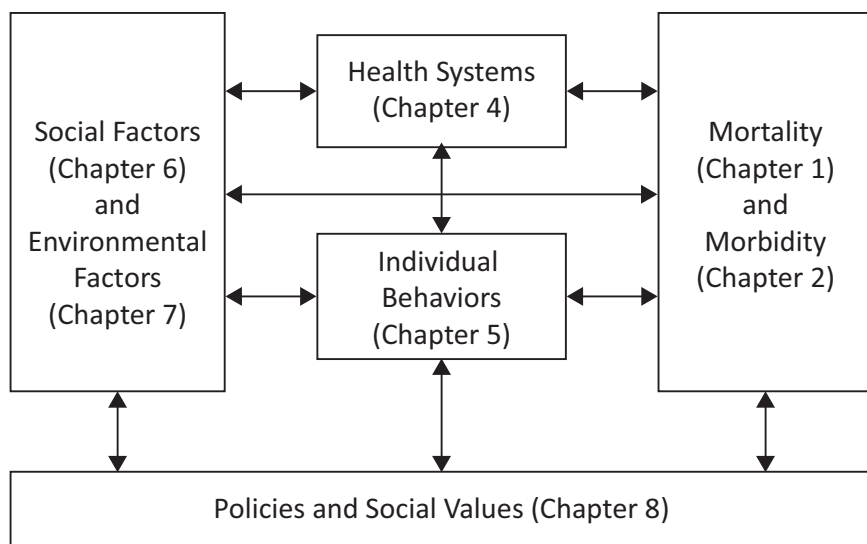 Social Factors
(Chapter 6)
and
Environmental
Factors
(Chapter 7)
Health Systems
(Chapter 4)
Individual
Behaviors
(Chapter 5)
Mortality
(Chapter 1)
and
Morbidity
(Chapter 2)
Policies and Social Values (Chapter 8)